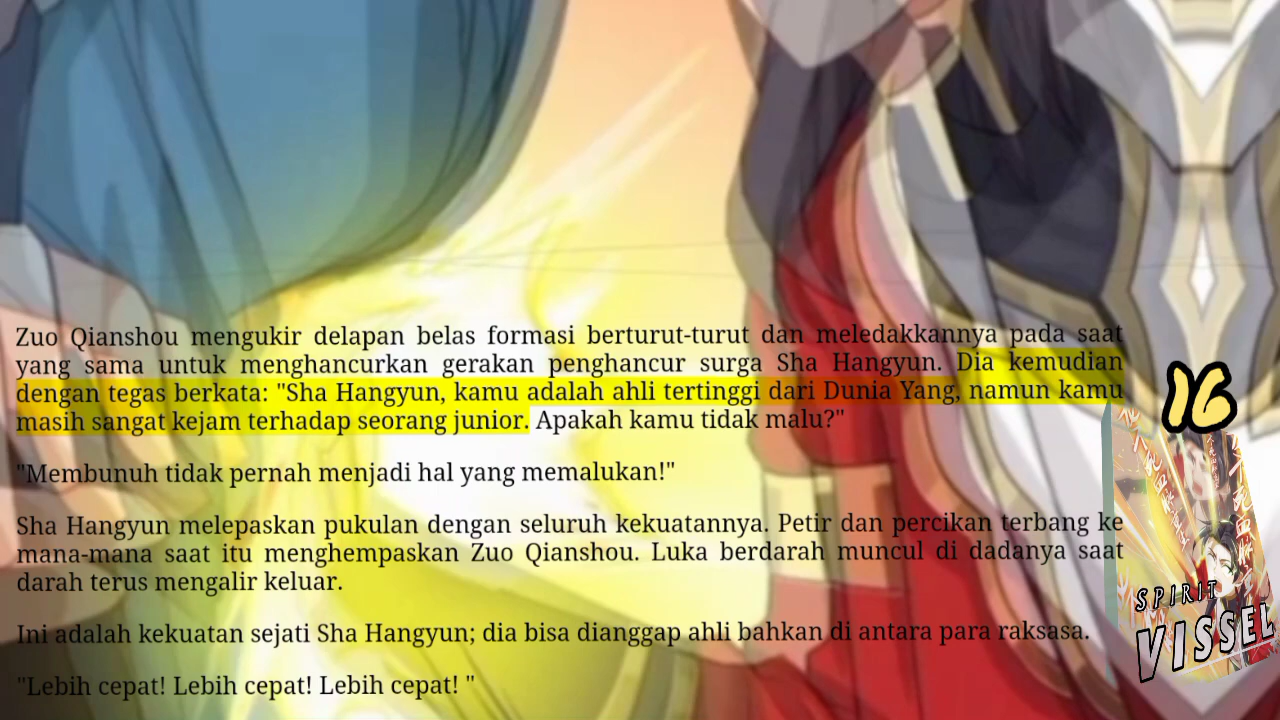 Zuo Qianshou mengukir delapan belas formasi berturut-turut dan meledakkannya pada saat
yang sama untuk menghancurkan gerakan penghancur surga Sha Hangyun. Dia kemudian
dengan tegas berkata: "Sha Hangyun, kamu adalah ahli tertinggi dari Dunia Yang, namun kamu
masih sangat kejam terhadap seorang junior. Apakah kamu tidak malu?"
"Membunuh tidak pernah menjadi hal yang memalukan!"
Sha Hangyun melepaskan pukulan dengan seluruh kekuatannya. Petir dan percikan terbang ke
mana-mana saat itu menghempaskan Zuo Qianshou. Luka berdarah muncul di dadanya saat
darah terus mengalir keluar.
Ini adalah kekuatan sejati Sha Hangyun; dia bisa dianggap ahli bahkan di antara para raksasa.
"Lebih cepat! Lebih cepat! Lebih cepat! "
16
SPIRIT
VISSEL